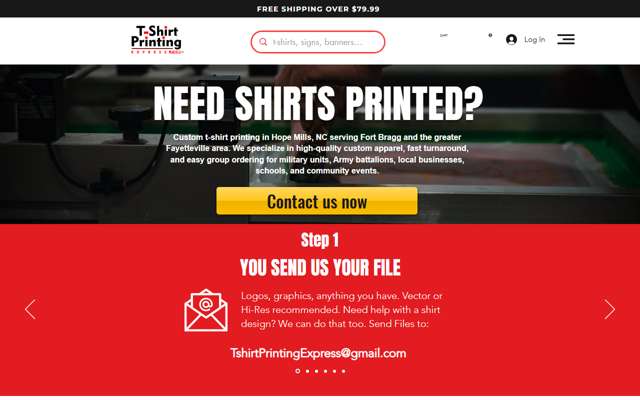 FREE SHIPPING OVER $79.99
T-Shirt
Printing
EXPRESS
t-shirts, signs, banners...
Log In
NEED SHIRTS PRINTED?
Custom t-shirt printing in Hope Mills, NC serving Fort Bragg and the greater
Fayetteville area. We specialize in high-quality custom apparel, fast turnaround,
and easy group ordering for military units, Army battalions, local businesses,
schools, and community events.
Contact us now
Step 1
YOU SEND US YOUR FILE
Logos, graphics, anything you have. Vector or
Hi-Res recommended. Need help with a shirt
design? We can do that too. Send Files to:
TshirtPrintingExpress@gmail.com